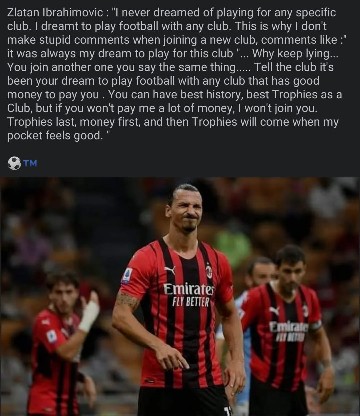 Zlatan Ibrahimovic : "I never dreamed of playing for any specific
club. I dreamt to play football with any club. This is why I don't
make stupid comments when joining a new club, comments like :"
it was always my dream to play for this club "... Why keep lying...
You join another one you say the same thing..... Tell the club it's
been your dream to play football with any club that has good
money to pay you . You can have best history, best Trophies as a
Club, but if you won't pay me a lot of money, I won't join you.
Trophies last, money first, and then Trophies will come when my
pocket feels good. "
TM
Emirates
FLY BETTER
Emirates
FLY BETTER